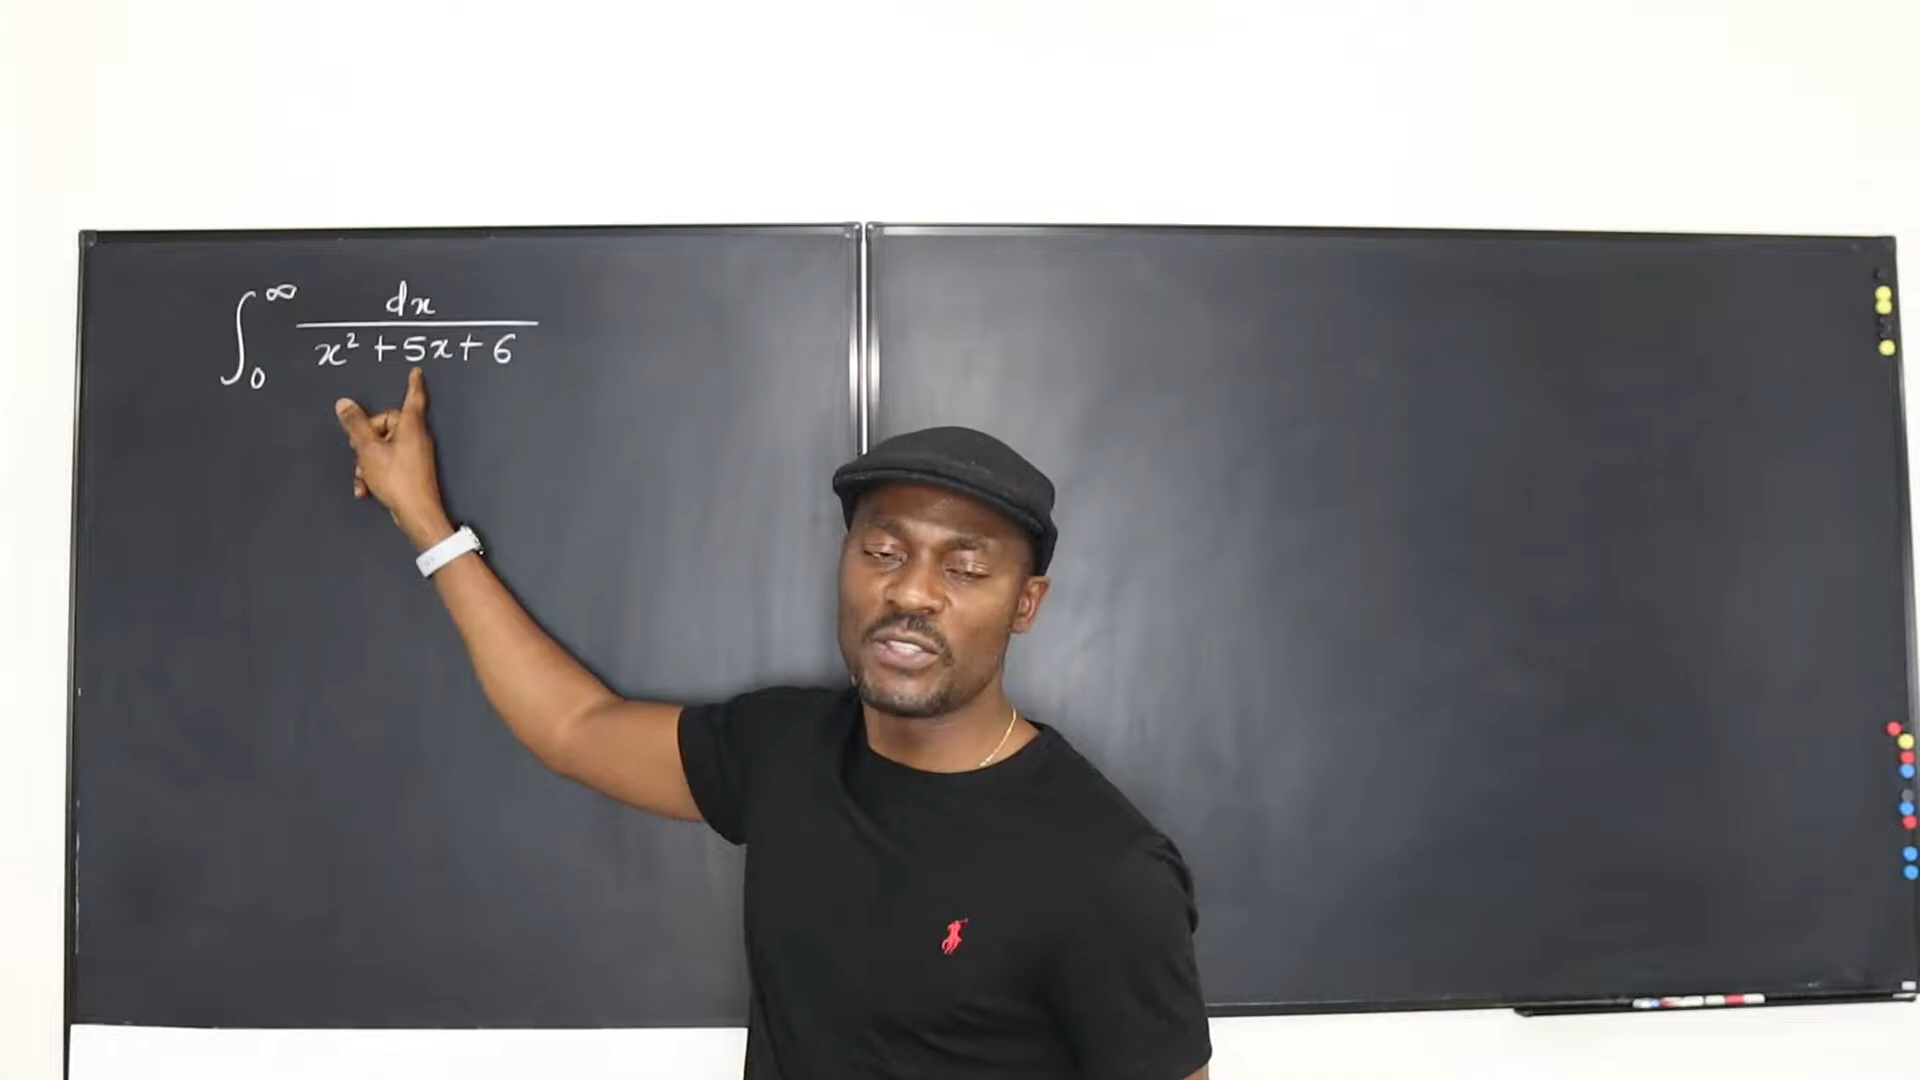 ∫₀^∞ dx / (x² + 5x + 6)